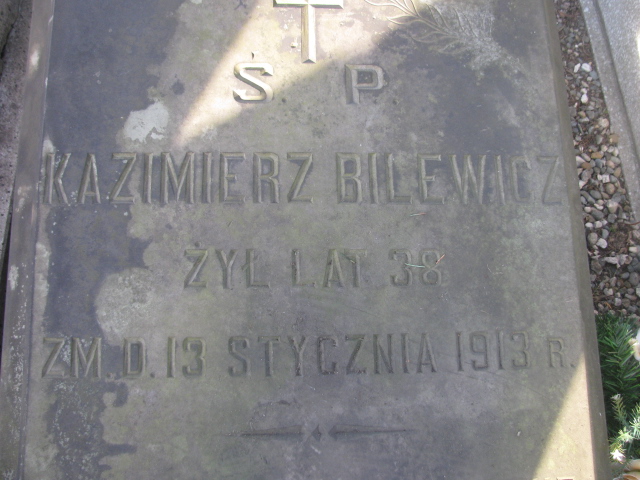 S P
KAZIMIERZ BILEWICZ
ŻYŁ LAT 38
ZM. D. 13 STYCZNIA 1913 R.